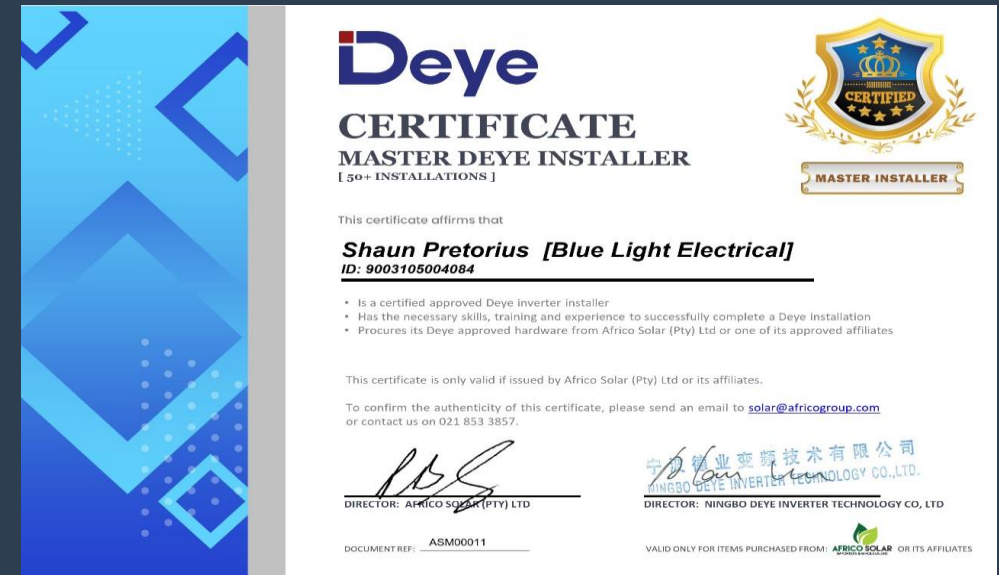 Deye
CERTIFICATE
MASTER DEYE INSTALLER
[ 50+ INSTALLATIONS ]
CERTIFIED
MASTER INSTALLER
This certificate affirms that
Shaun Pretorius [Blue Light Electrical]
ID: 9003105004084
▪ Is a certified approved Deye inverter installer
▪ Has the necessary skills, training and experience to successfully complete a Deye installation
▪ Procures its Deye approved hardware from Africo Solar (Pty) Ltd or one of its approved affiliates
This certificate is only valid if issued by Africo Solar (Pty) Ltd or its affiliates.
To confirm the authenticity of this certificate, please send an email to solar@africogroup.com
or contact us on 021 853 3857.
宁波德业变频技术有限公司
NINGBO DEYE INVERTER TECHNOLOGY CO.,LTD.
DIRECTOR: AFRICO SOLAR (PTY) LTD
DIRECTOR: NINGBO DEYE INVERTER TECHNOLOGY CO, LTD
DOCUMENT REF: ASM00011
VALID ONLY FOR ITEMS PURCHASED FROM: AFRICO SOLAR OR ITS AFFILIATES